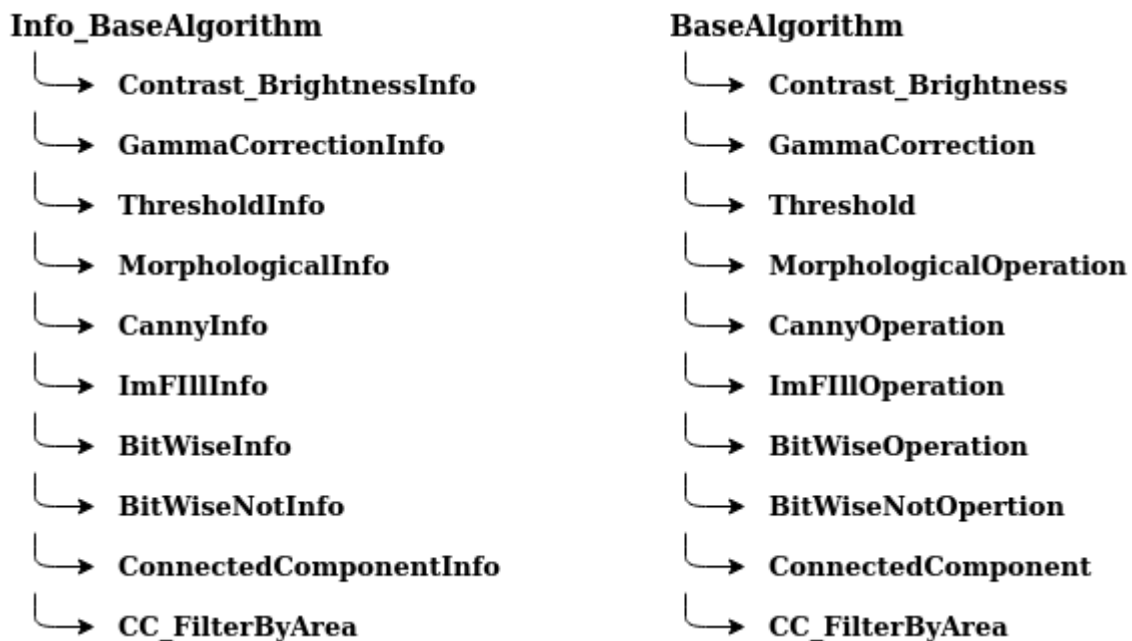 Info_BaseAlgorithm
Contrast_BrightnessInfo
GammaCorrectionInfo
ThresholdInfo
MorphologicalInfo
CannyInfo
ImFIllInfo
BitWiseInfo
BitWiseNotInfo
ConnectedComponentInfo
CC_FilterByArea
BaseAlgorithm
Contrast_Brightness
GammaCorrection
Threshold
MorphologicalOperation
CannyOperation
ImFIllOperation
BitWiseOperation
BitWiseNotOpertion
ConnectedComponent
CC_FilterByArea